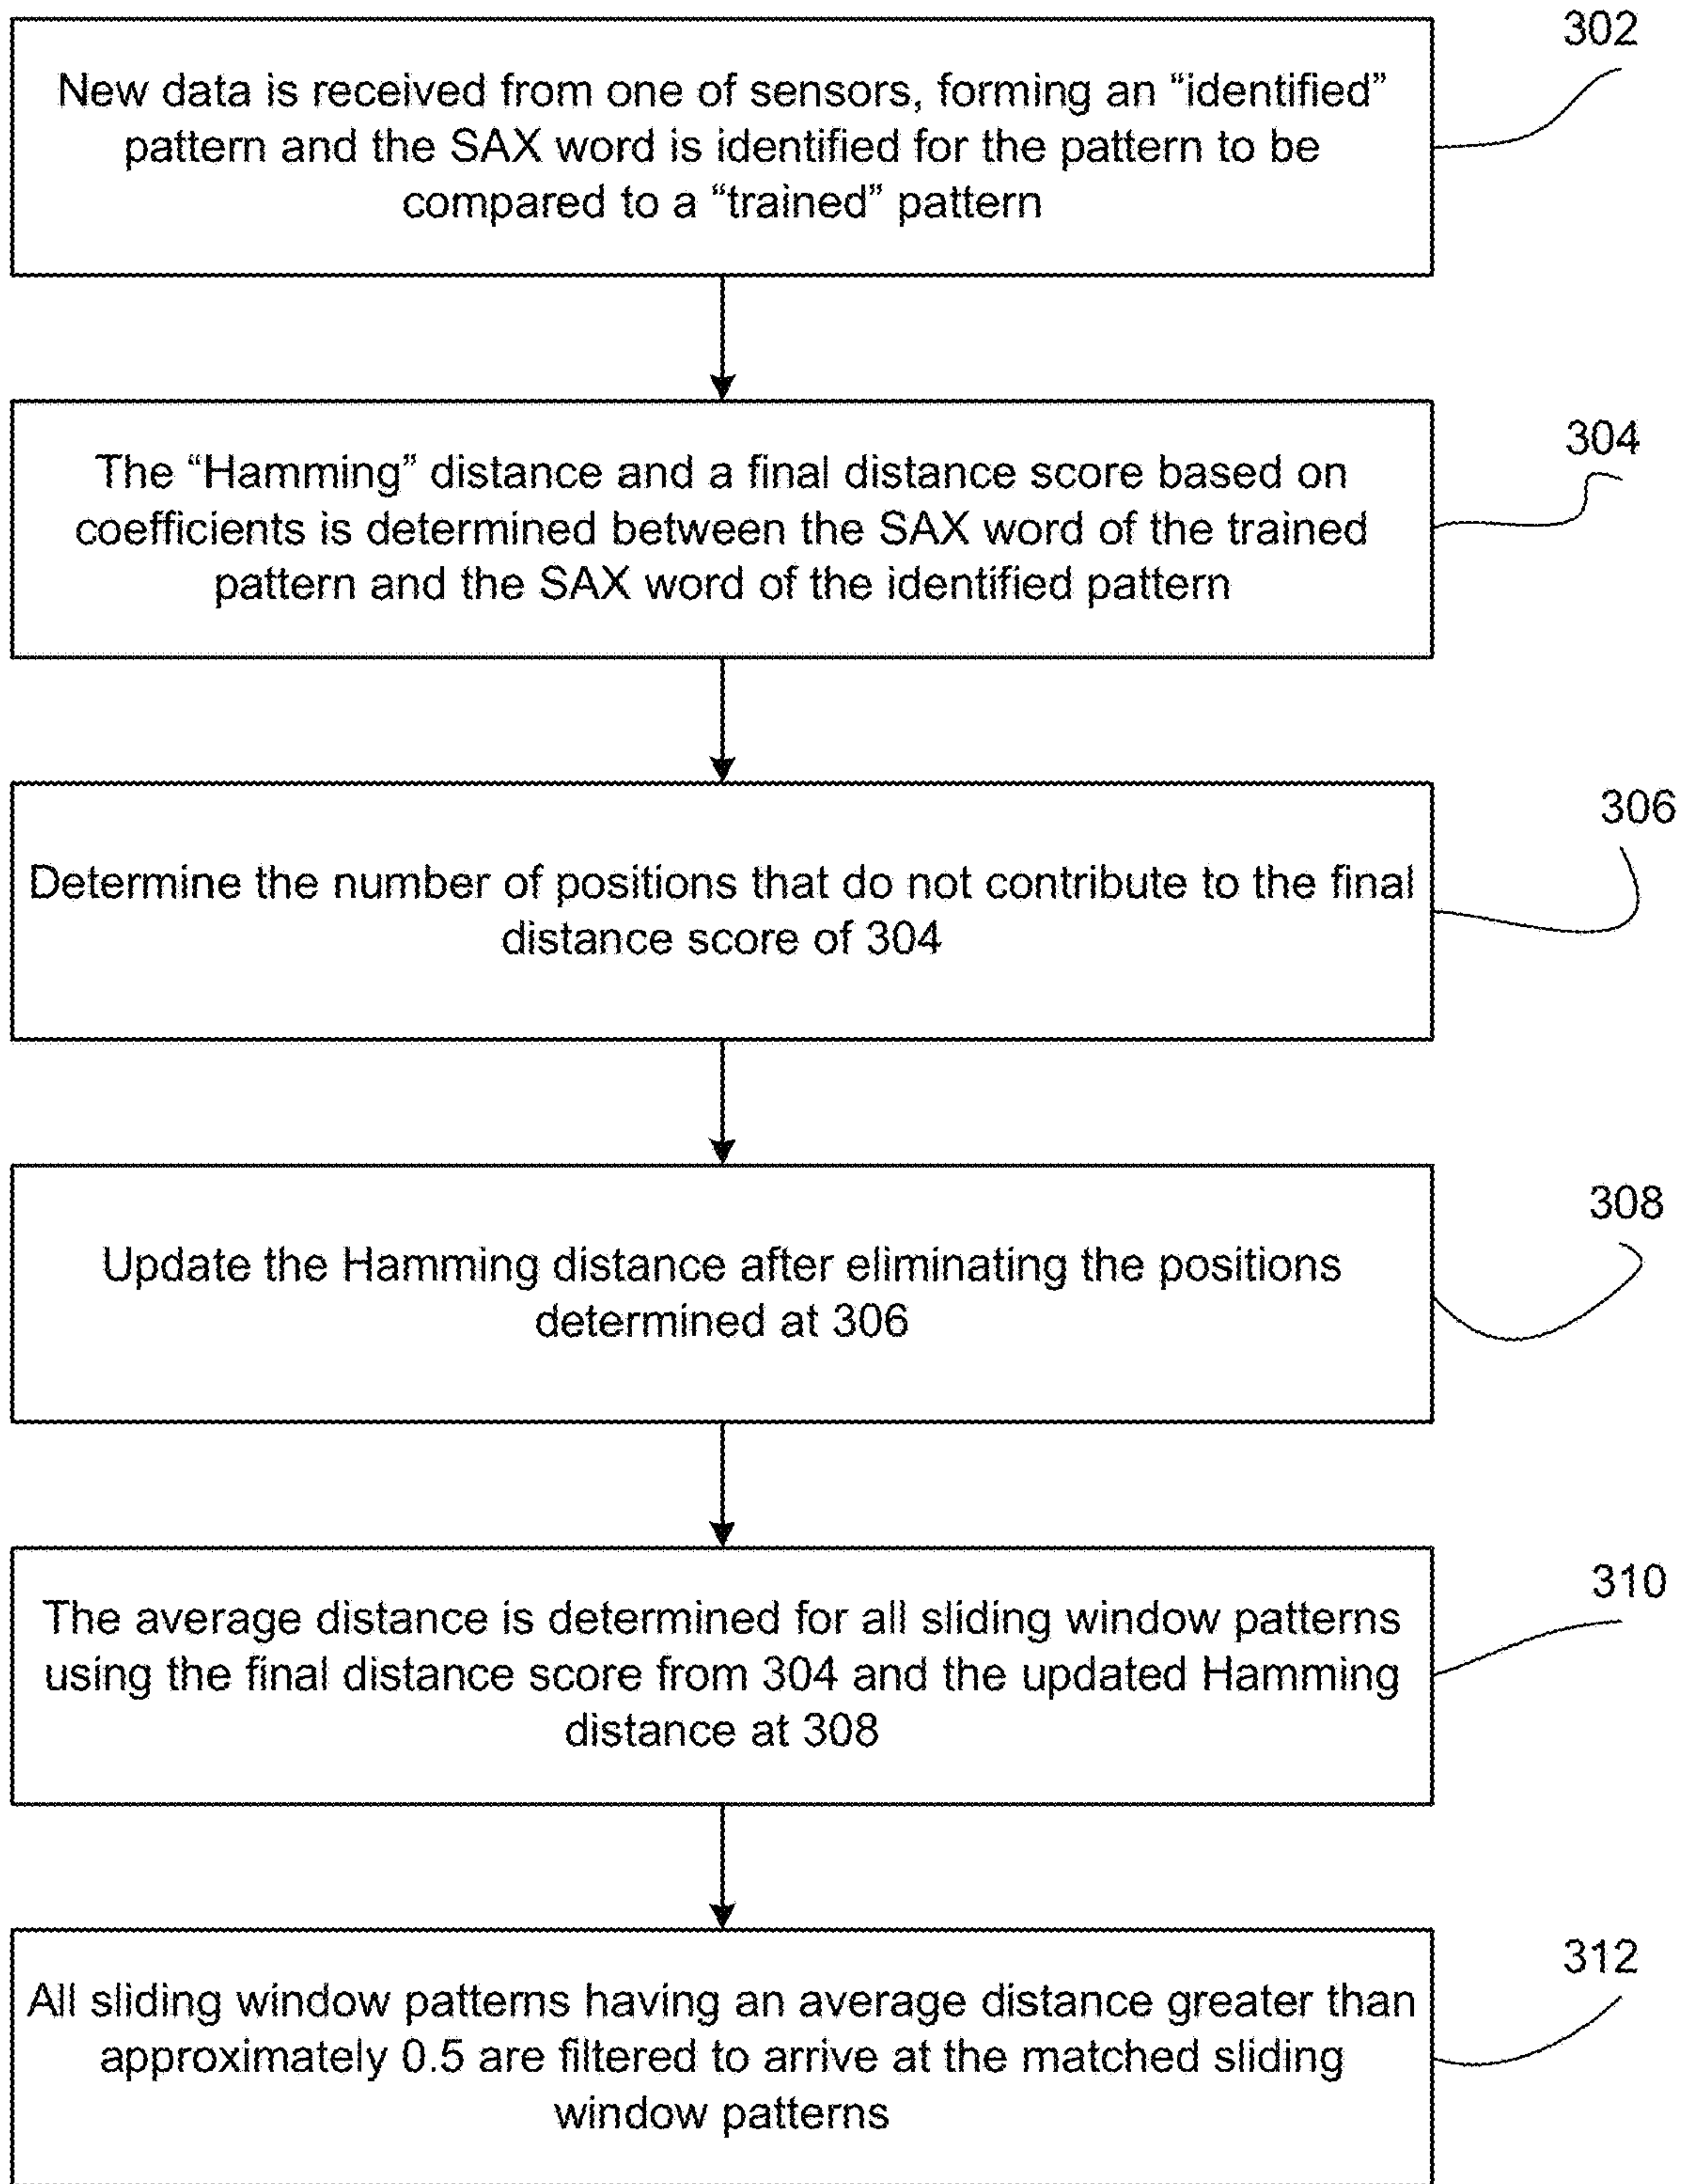 302
New data is received from one of sensors, forming an “identified”
pattern and the SAX word is identified for the pattern to be
compared to a “trained” pattern
304
The “Hamming” distance and a final distance score based on
coefficients is determined between the SAX word of the trained
pattern and the SAX word of the identified pattern
306
Determine the number of positions that do not contribute to the final
distance score of 304
308
Update the Hamming distance after eliminating the positions
determined at 306
310
The average distance is determined for all sliding window patterns
using the final distance score from 304 and the updated Hamming
distance at 308
312
All sliding window patterns having an average distance greater than
approximately 0.5 are filtered to arrive at the matched sliding
window patterns